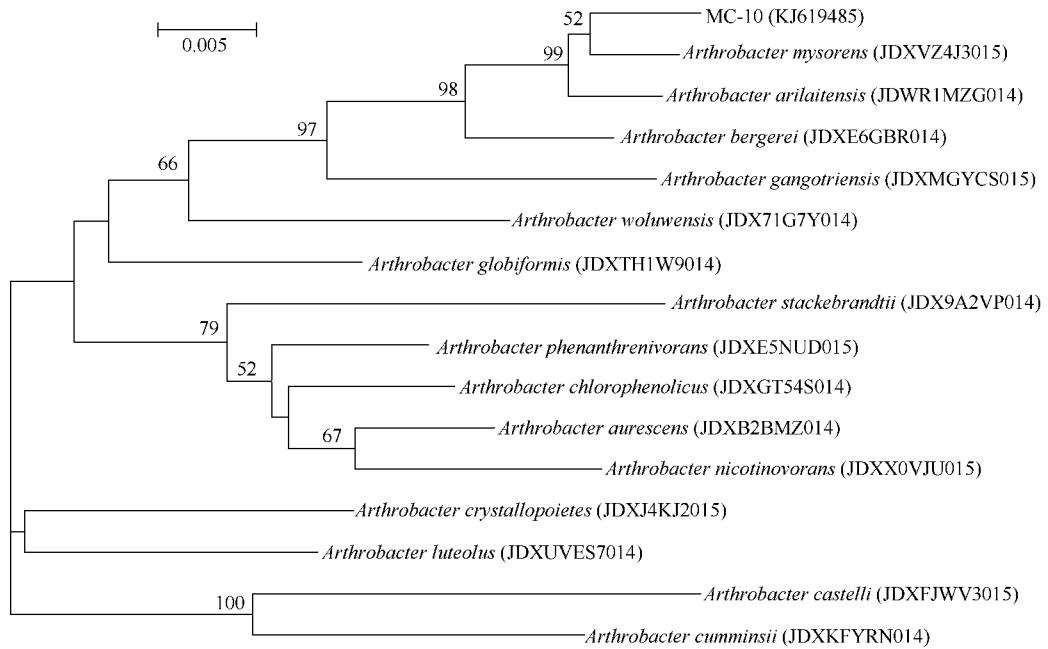 52
MC-10 (KJ619485)
0.005
99
Arthrobacter mysorens (JDXVZ4J3015)
98
Arthrobacter arilaitensis (JDWR1MZG014)
97
Arthrobacter bergerei (JDXE6GBR014)
66
Arthrobacter gangotriensis (JDXMGYCS015)
Arthrobacter woluwensis (JDX71G7Y014)
Arthrobacter globiformis (JDXTH1W9014)
79
Arthrobacter stackebrandtii (JDX9A2VP014)
Arthrobacter phenanthrenivorans (JDXE5NUD015)
52
Arthrobacter chlorophenolicus (JDXGT54S014)
67
Arthrobacter aurescens (JDXB2BMZ014)
Arthrobacter nicotinovorans (JDXX0VJU015)
Arthrobacter crystallopoietes (JDXJ4KJ2015)
Arthrobacter luteolus (JDXUVES7014)
100
Arthrobacter castelli (JDXFJWV3015)
Arthrobacter cumminsii (JDXKFYRN014)